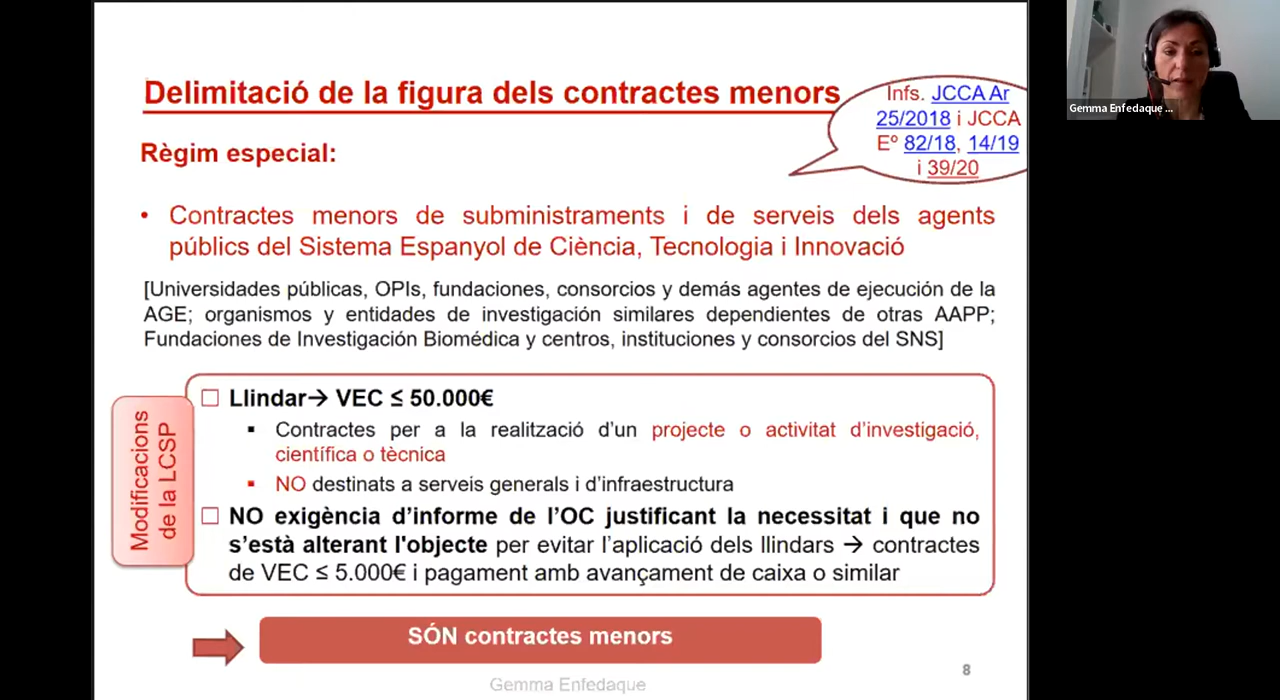 Delimitació de la figura dels contractes menors
Infs. JCCA Ar
25/2018 i JCCA
Eº 82/18, 14/19
i 39/20
Gemma Enfedaque ...
Règim especial:
• Contractes menors de subministraments i de serveis dels agents
públics del Sistema Espanyol de Ciència, Tecnologia i Innovació
[Universidades públicas, OPIs, fundaciones, consorcios y demás agentes de ejecución de la
AGE; organismos y entidades de investigación similares dependientes de otras AAPP;
Fundaciones de Investigación Biomédica y centros, instituciones y consorcios del SNS]
Modificacions
de la LCSP
Llindar→ VEC ≤ 50.000€
▪ Contractes per a la realització d’un projecte o activitat d’investigació,
científica o tècnica
▪ NO destinats a serveis generals i d’infraestructura
NO exigència d’informe de l’OC justificant la necessitat i que no
s’està alterant l'objecte per evitar l’aplicació dels llindars → contractes
de VEC ≤ 5.000€ i pagament amb avançament de caixa o similar
SÓN contractes menors
8
Gemma Enfedaque